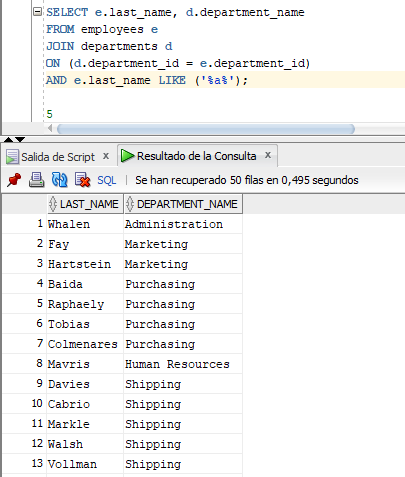 SELECT e.last_name, d.department_name
FROM employees e
JOIN departments d
ON (d.department_id = e.department_id)
AND e.last_name LIKE ('%a%');
5
Salida de Script x Resultado de la Consulta x
SQL | Se han recuperado 50 filas en 0,495 segundos
LAST_NAME DEPARTMENT_NAME
1 Whalen Administration
2 Fay Marketing
3 Hartstein Marketing
4 Baida Purchasing
5 Raphaely Purchasing
6 Tobias Purchasing
7 Colmenares Purchasing
8 Mavris Human Resources
9 Davies Shipping
10 Cabrio Shipping
11 Markle Shipping
12 Walsh Shipping
13 Vollman Shipping